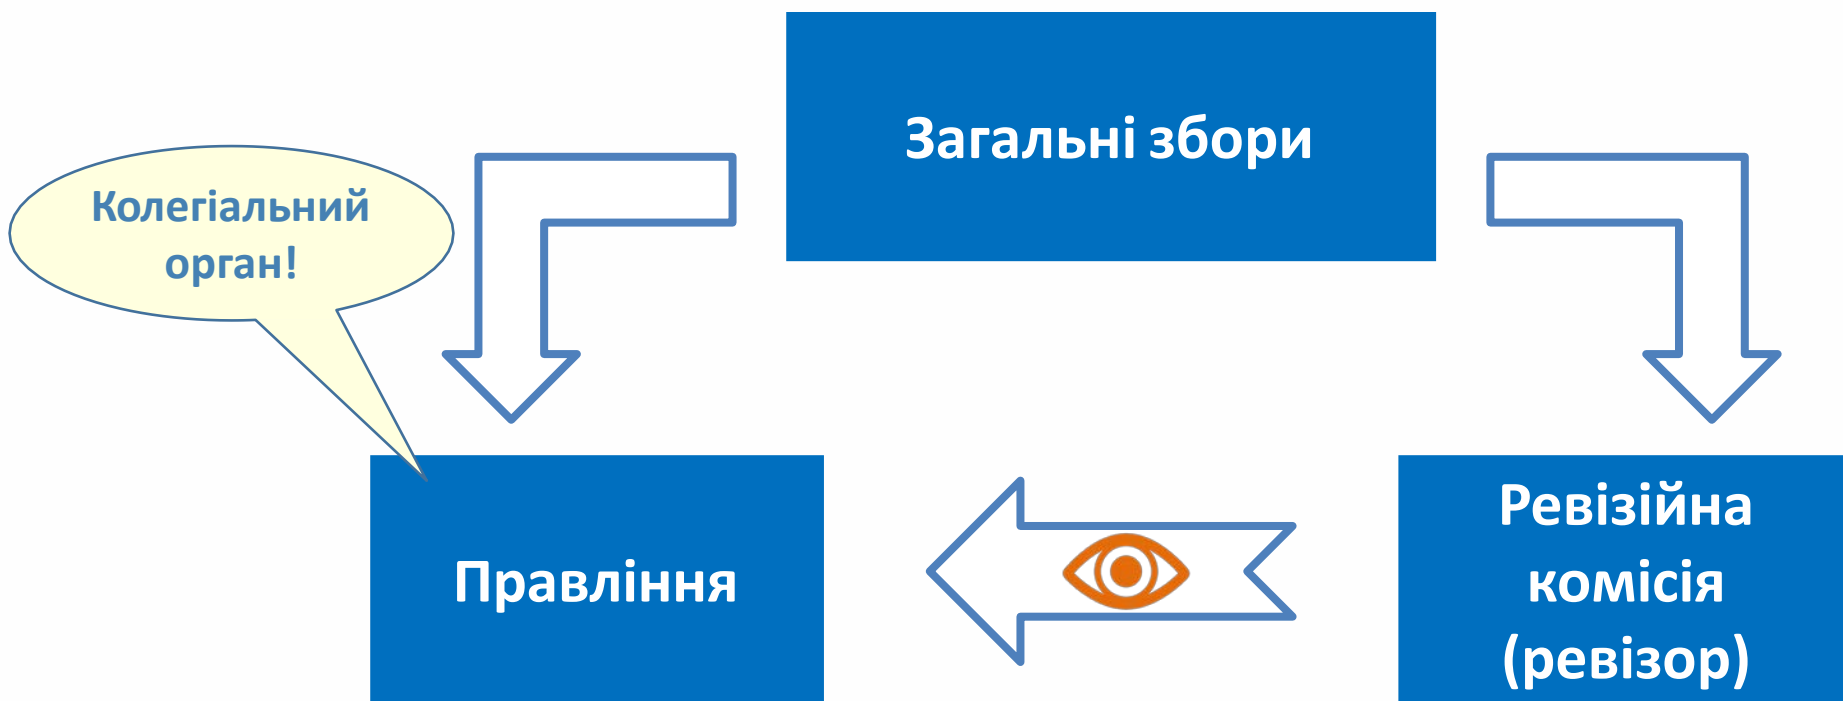 Загальні збори
Колегіальний
орган!
Правління
Ревізійна
комісія
(ревізор)